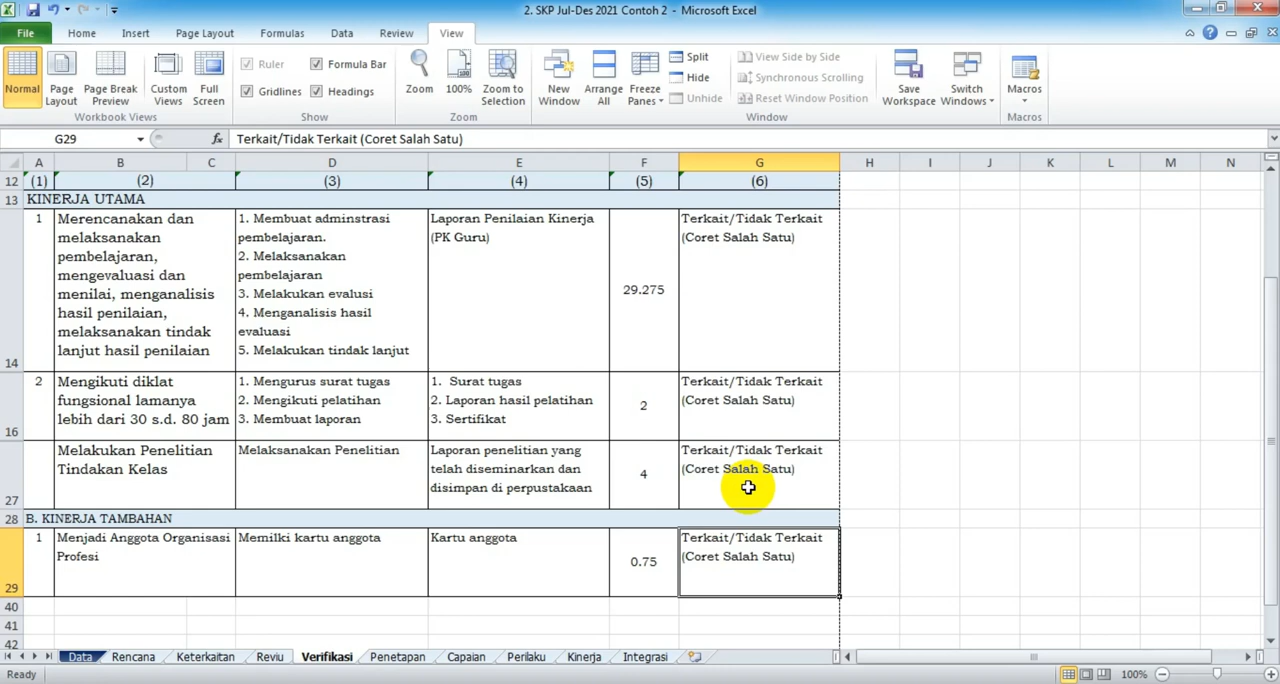 2. SKP Jul-Des 2021 Contoh 2 - Microsoft Excel
File Home Insert Page Layout Formulas Data Review View
Normal
Page Layout
Page Break Preview
Custom Views
Full Screen
Workbook Views
Ruler
Formula Bar
Gridlines
Headings
Show
Zoom
100%
Zoom to Selection
Zoom
New Window
Arrange All
Freeze Panes
Split
Hide
Unhide
View Side by Side
Synchronous Scrolling
Reset Window Position
Window
Save Workspace
Switch Windows
Macros
Macros
G29 fx Terkait/Tidak Terkait (Coret Salah Satu)
A B C D E F G H I J K L M N
12 (1) (2) (3) (4) (5) (6)
13 KINERJA UTAMA
14
1
Merencanakan dan
melaksanakan
pembelajaran,
mengevaluasi dan
menilai, menganalisis
hasil penilaian,
melaksanakan tindak
lanjut hasil penilaian
1. Membuat adminstrasi
pembelajaran.
2. Melaksanakan
pembelajaran
3. Melakukan evalusi
4. Menganalisis hasil
evaluasi
5. Melakukan tindak lanjut
Laporan Penilaian Kinerja
(PK Guru)
29.275
Terkait/Tidak Terkait
(Coret Salah Satu)
16
2
Mengikuti diklat
fungsional lamanya
lebih dari 30 s.d. 80 jam
1. Mengurus surat tugas
2. Mengikuti pelatihan
3. Membuat laporan
1. Surat tugas
2. Laporan hasil pelatihan
3. Sertifikat
2
Terkait/Tidak Terkait
(Coret Salah Satu)
27
Melakukan Penelitian
Tindakan Kelas
Melaksanakan Penelitian
Laporan penelitian yang
telah diseminarkan dan
disimpan di perpustakaan
4
Terkait/Tidak Terkait
(Coret Salah Satu)
28 B. KINERJA TAMBAHAN
29
1
Menjadi Anggota Organisasi
Profesi
Memilki kartu anggota
Kartu anggota
0.75
Terkait/Tidak Terkait
(Coret Salah Satu)
40
41
42
Data Rencana Keterkaitan Reviu Verifikasi Penetapan Capaian Perilaku Kinerja Integrasi
Ready 100%